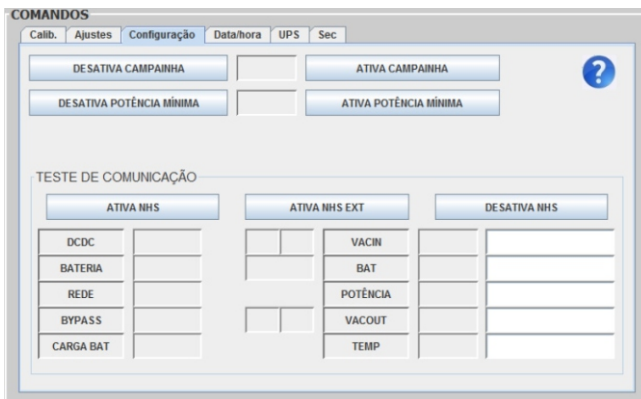 COMANDOS
Calib. Ajustes Configuração Data/hora UPS Sec
DESATIVA CAMPAINHA ATIVA CAMPAINHA
?
DESATIVA POTÊNCIA MÍNIMA ATIVA POTÊNCIA MÍNIMA
TESTE DE COMUNICAÇÃO
ATIVA NHS ATIVA NHS EXT DESATIVA NHS
DCDC VACIN
BATERIA BAT
REDE POTÊNCIA
BYPASS VACOUT
CARGA BAT TEMP